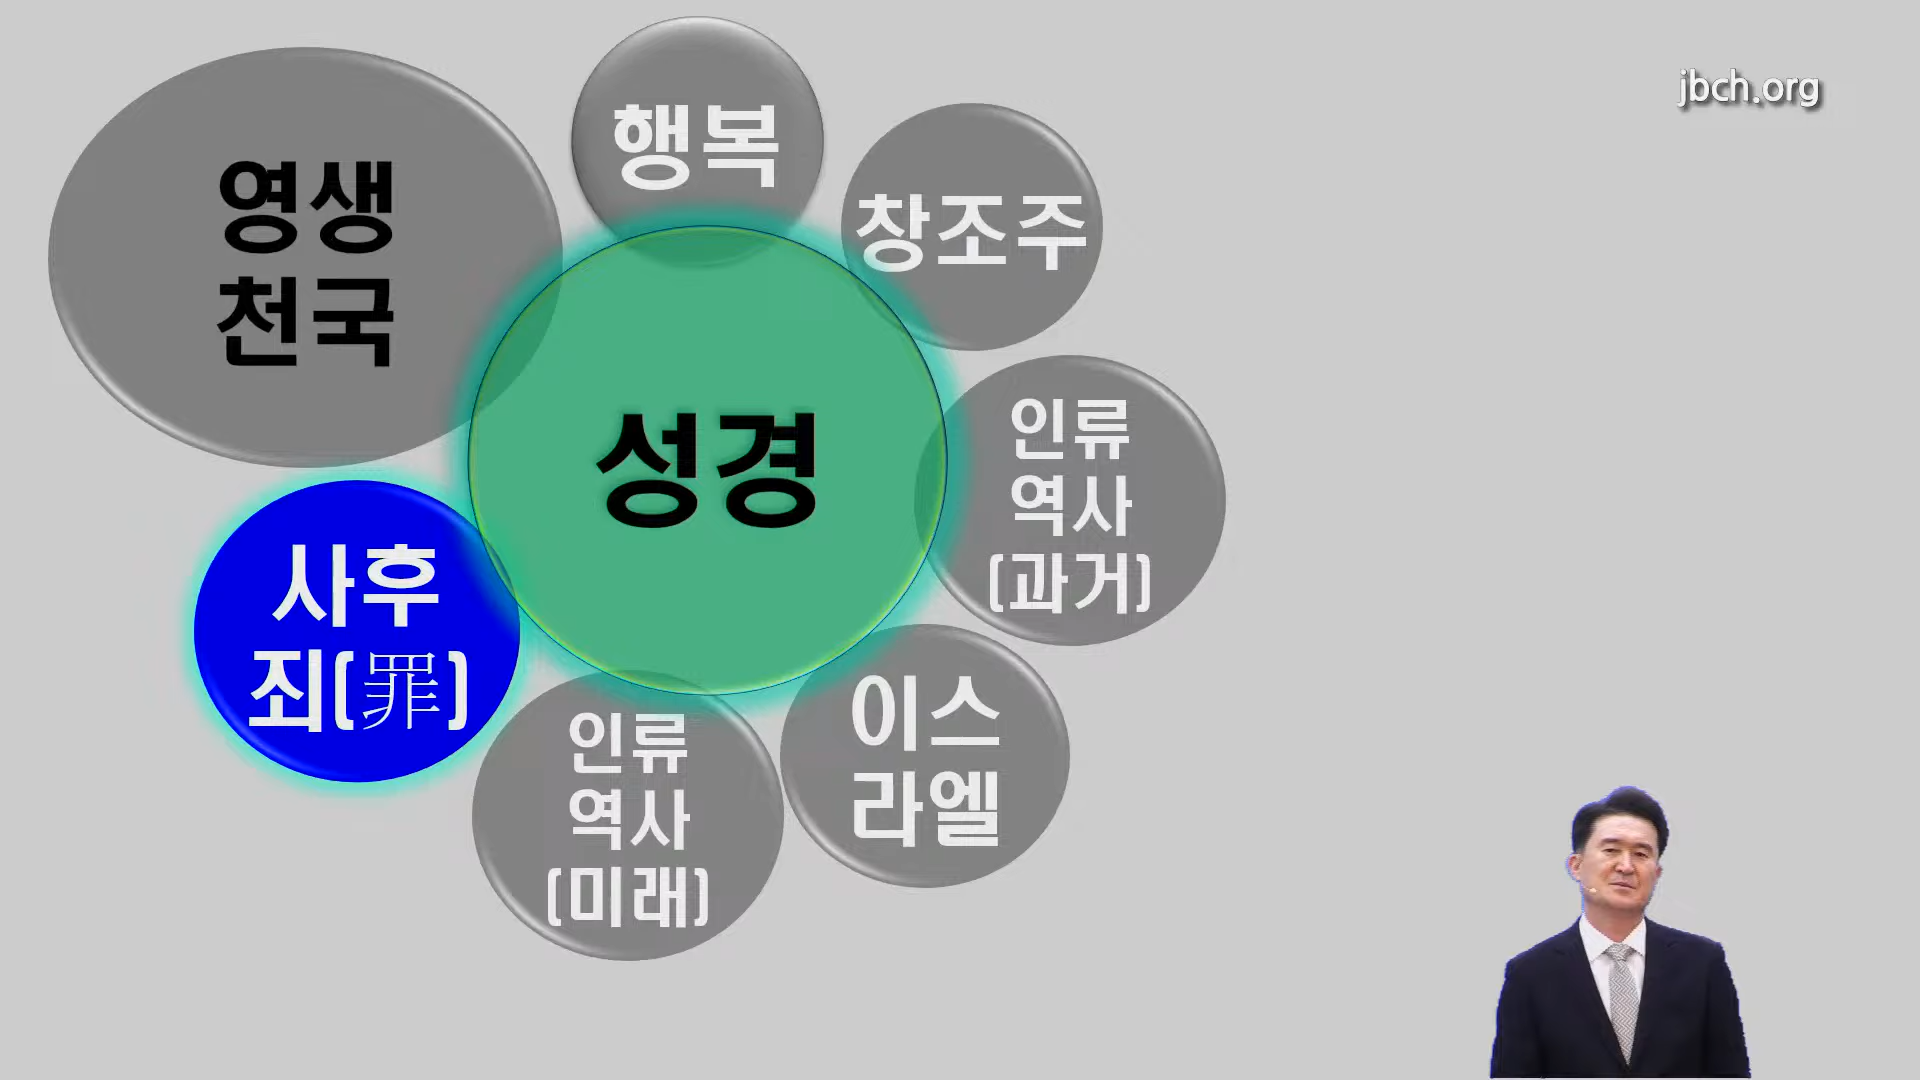 jbch.org
행복
창조주
영생
천국
성경
인류
역사
(과거)
사후
죄(罪)
이스
라엘
인류
역사
(미래)